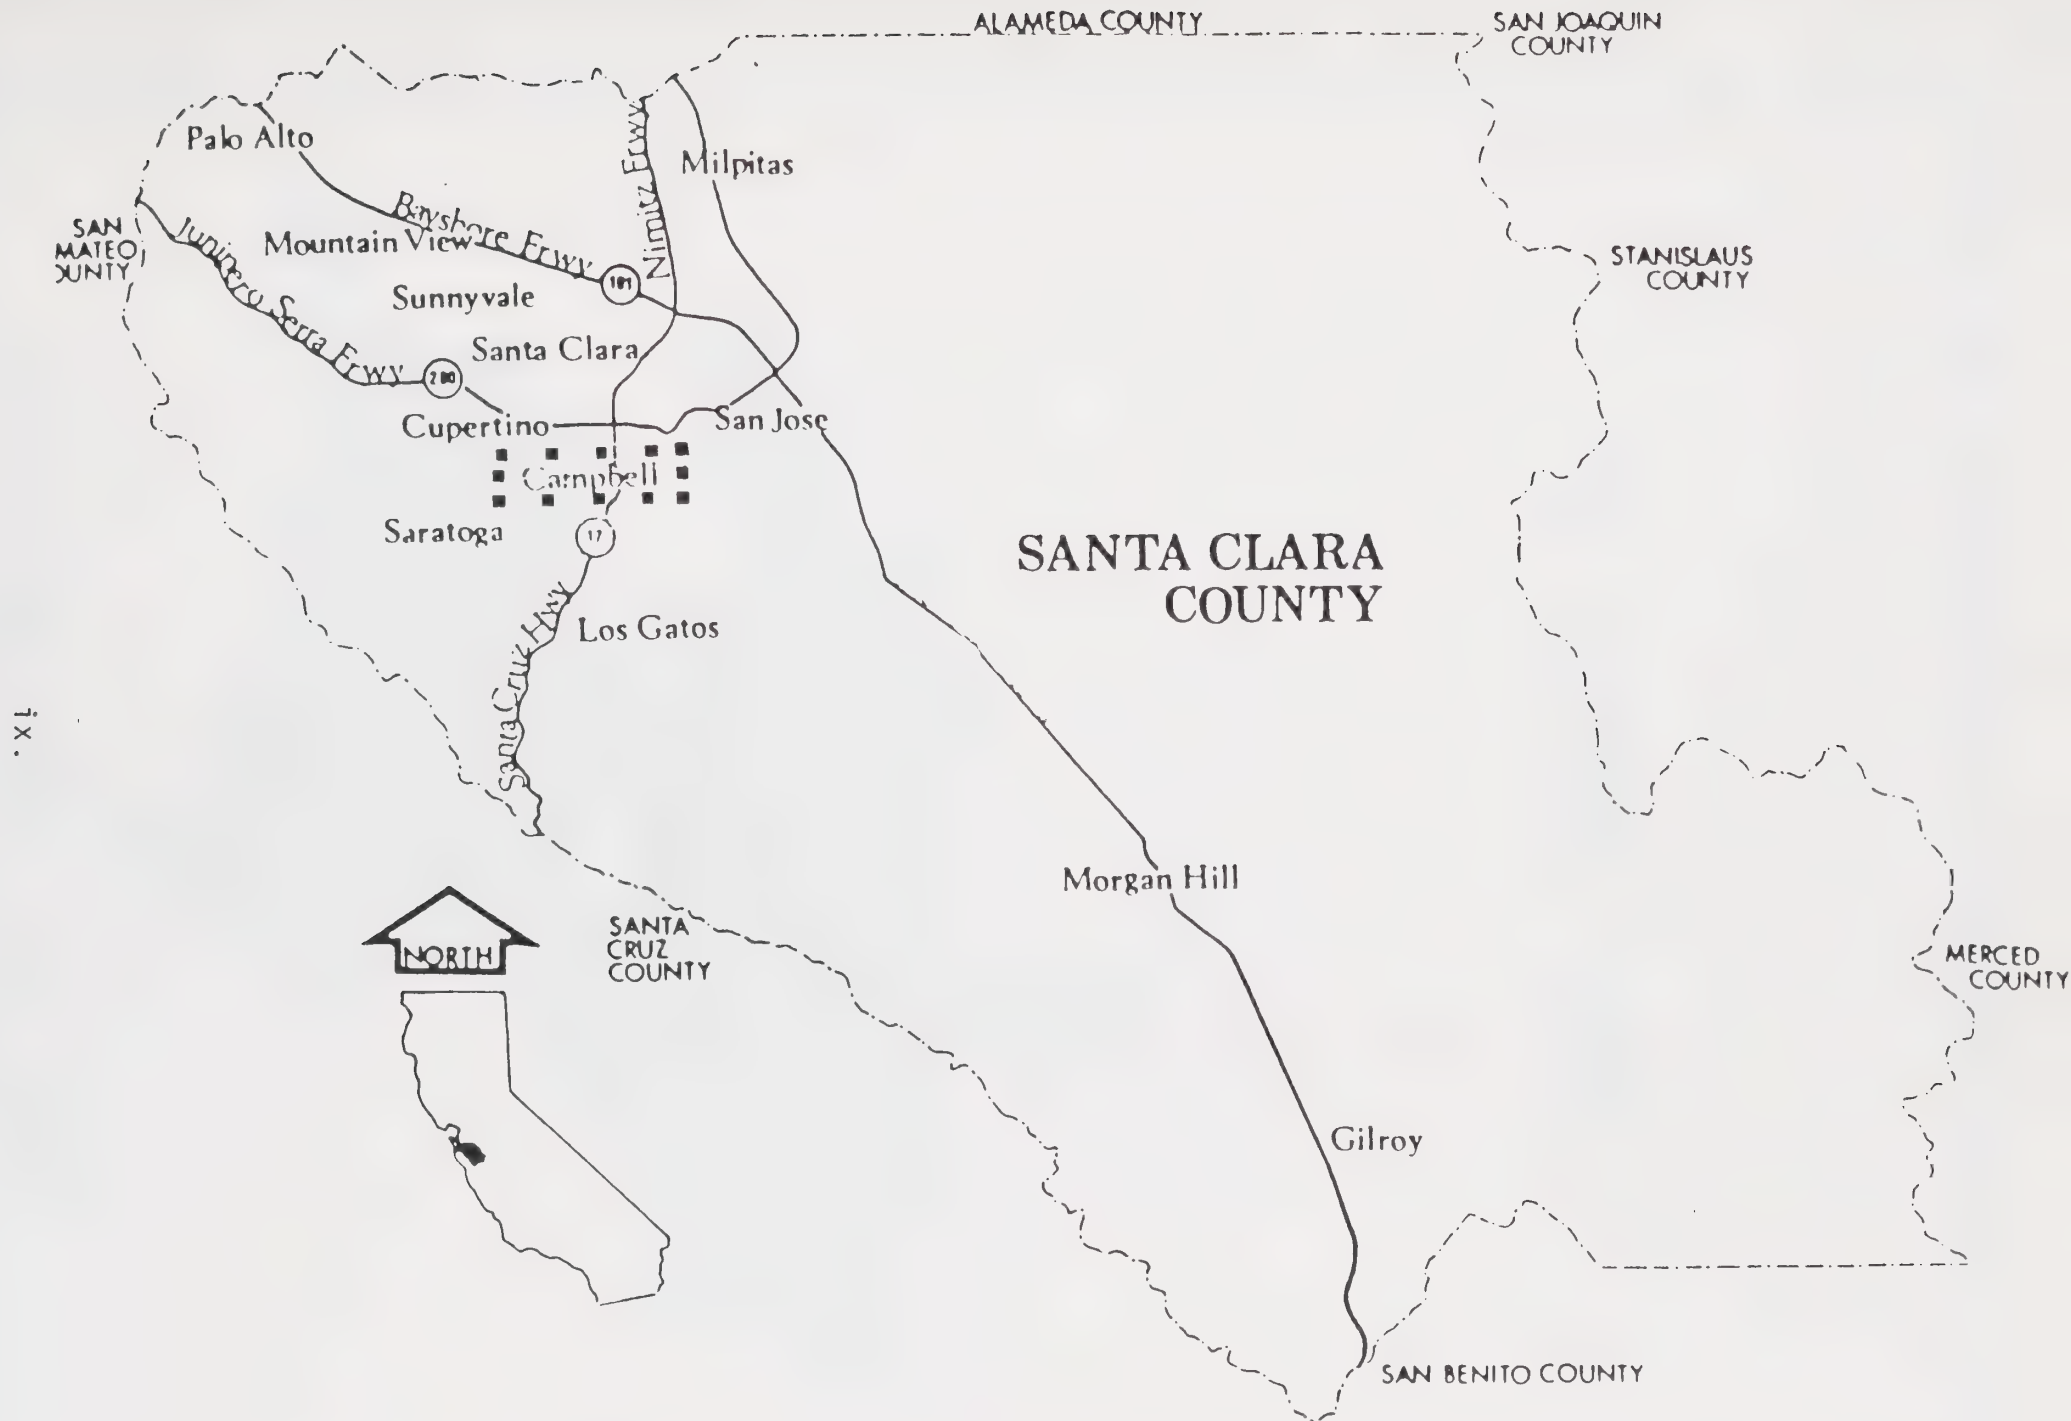 ALAMEDA COUNTY
SAN JOAQUIN
COUNTY
Palo Alto
Milpitas
Nimitz Frwy
Bayshore Frwy
SAN
MATEO
OUNTY
Junipero Serra Frwy
Mountain View
STANISLAUS
COUNTY
101
Sunnyvale
Santa Clara
280
Cupertino
San Jose
Campbell
Saratoga
17
SANTA CLARA
COUNTY
Santa Cruz Hwy
Los Gatos
ix.
Morgan Hill
NORTH
SANTA
CRUZ
COUNTY
MERCED
COUNTY
Gilroy
SAN BENITO COUNTY